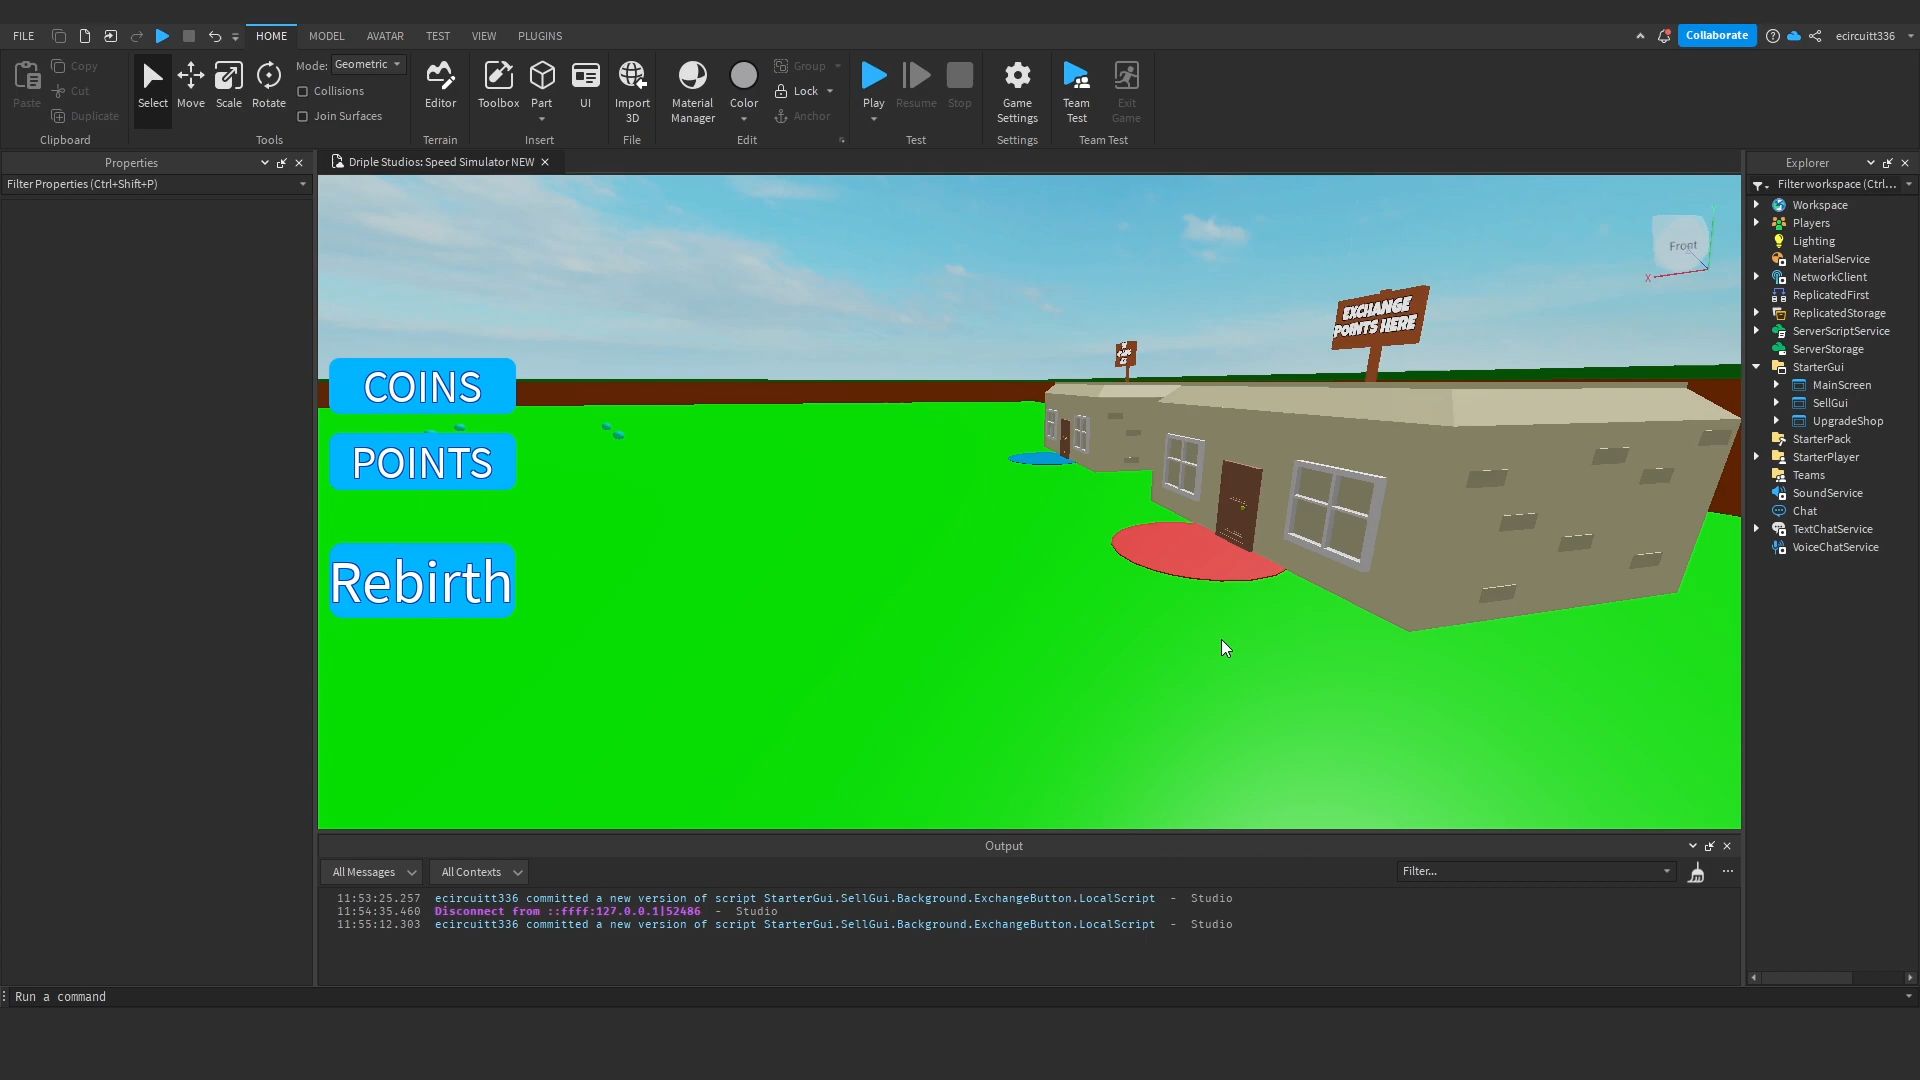 FILE HOME MODEL AVATAR TEST VIEW PLUGINS Collaborate ecircuitt336
Paste Copy Cut Duplicate
Clipboard
Select Move Scale Rotate
Mode: Geometric
Collisions
Join Surfaces
Tools
Editor
Terrain
Toolbox Part UI
Insert
Import
3D
File
Material
Manager
Color
Group
Lock
Anchor
Edit
Play Resume Stop
Test
Game
Settings
Settings
Team
Test
Exit
Game
Team Test
Properties
Filter Properties (Ctrl+Shift+P)
Driple Studios: Speed Simulator NEW
Front
X
Y
EXCHANGE
POINTS HERE
COINS
POINTS
Rebirth
Explorer
Filter workspace (Ctrl...
Workspace
Players
Lighting
MaterialService
NetworkClient
ReplicatedFirst
ReplicatedStorage
ServerScriptService
ServerStorage
StarterGui
MainScreen
SellGui
UpgradeShop
StarterPack
StarterPlayer
Teams
SoundService
Chat
TextChatService
VoiceChatService
Output
All Messages All Contexts Filter...
11:53:25.257 ecircuitt336 committed a new version of script StarterGui.SellGui.Background.ExchangeButton.LocalScript - Studio
11:54:35.460 Disconnect from ::ffff:127.0.0.1|52486 - Studio
11:55:12.303 ecircuitt336 committed a new version of script StarterGui.SellGui.Background.ExchangeButton.LocalScript - Studio
Run a command